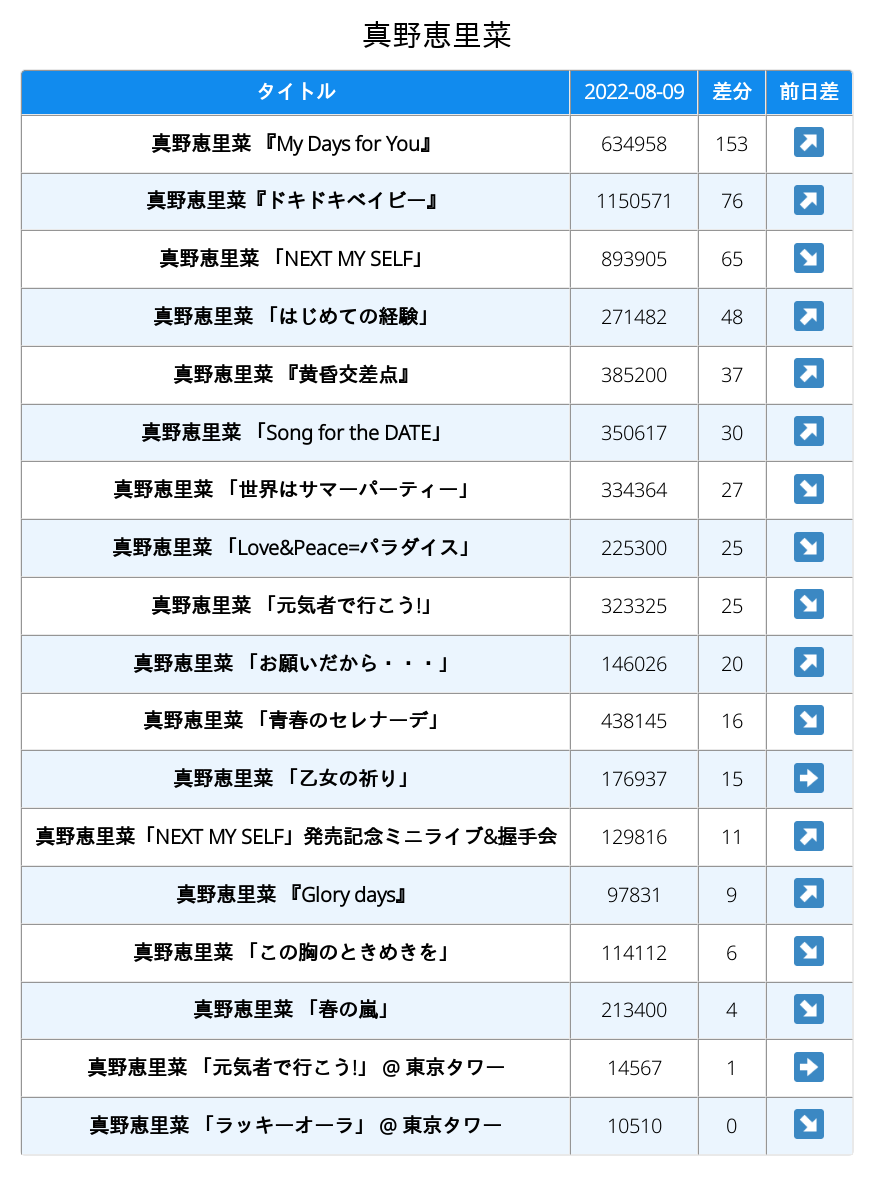 真野恵里菜
タイトル 2022-08-09 差分 前日差
真野恵里菜 『My Days for You』 634958 153 ↗
真野恵里菜『ドキドキベイビー』 1150571 76 ↗
真野恵里菜 「NEXT MY SELF」 893905 65 ↘
真野恵里菜 「はじめての経験」 271482 48 ↗
真野恵里菜 『黄昏交差点』 385200 37 ↗
真野恵里菜 「Song for the DATE」 350617 30 ↗
真野恵里菜 「世界はサマーパーティー」 334364 27 ↘
真野恵里菜 「Love&Peace=パラダイス」 225300 25 ↘
真野恵里菜 「元気者で行こう!」 323325 25 ↘
真野恵里菜 「お願いだから・・・」 146026 20 ↗
真野恵里菜 「青春のセレナーデ」 438145 16 ↘
真野恵里菜 「乙女の祈り」 176937 15 ➡
真野恵里菜「NEXT MY SELF」発売記念ミニライブ&握手会 129816 11 ↗
真野恵里菜 『Glory days』 97831 9 ↗
真野恵里菜 「この胸のときめきを」 114112 6 ↘
真野恵里菜 「春の嵐」 213400 4 ↘
真野恵里菜 「元気者で行こう!」 @ 東京タワー 14567 1 ➡
真野恵里菜 「ラッキーオーラ」 @ 東京タワー 10510 0 ↘